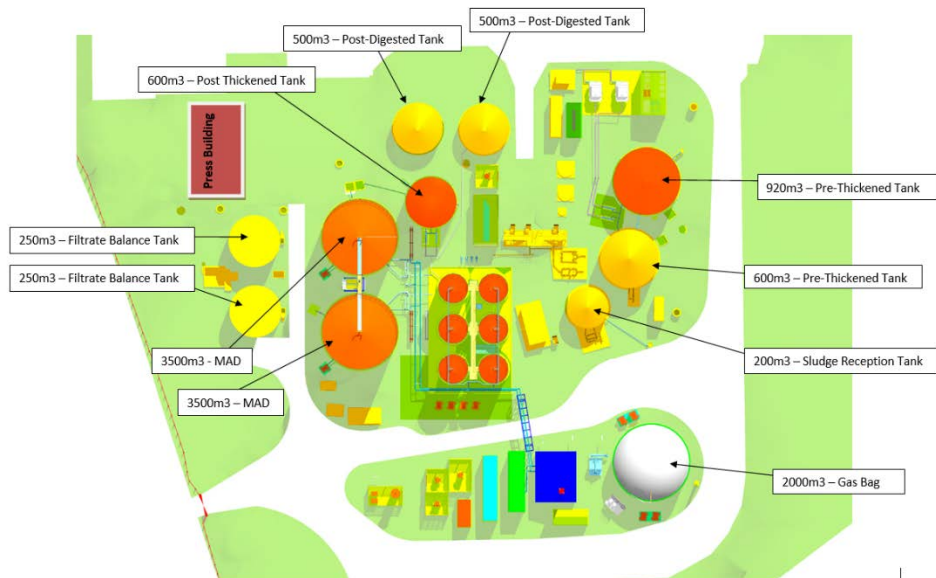 500m3 – Post-Digested Tank
500m3 – Post-Digested Tank
600m3 – Post Thickened Tank
Press Building
920m3 – Pre-Thickened Tank
250m3 – Filtrate Balance Tank
250m3 – Filtrate Balance Tank
600m3 – Pre-Thickened Tank
3500m3 - MAD
200m3 – Sludge Reception Tank
3500m3 – MAD
2000m3 – Gas Bag